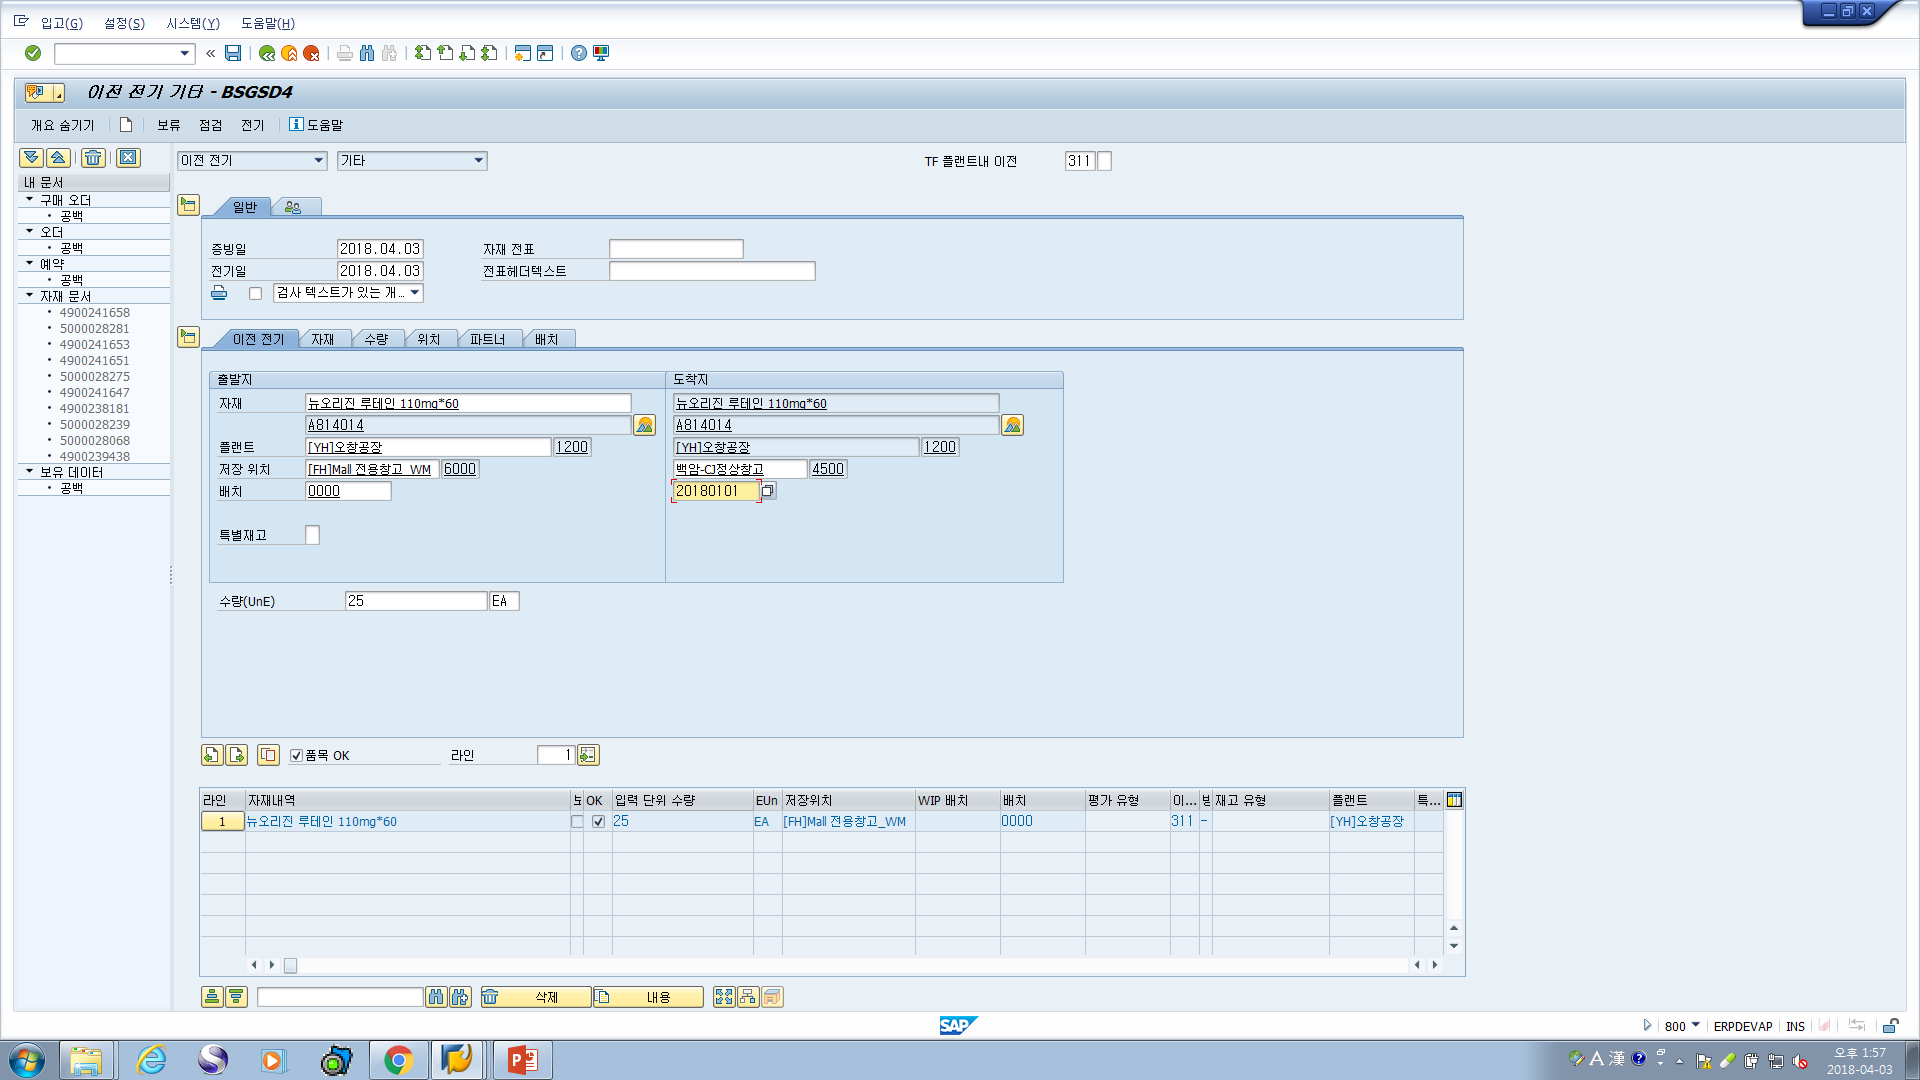 입고(G) 설정(S) 시스템(Y) 도움말(H)
이전 전기 기타 - BSGSD4
개요 숨기기 보류 점검 전기 도움말
이전 전기 기타 TF 플랜트내 이전 311
내 문서
구매 오더
공백
오더
공백
예약
공백
자재 문서
4900241658
5000028281
4900241653
4900241651
5000028275
4900241647
4900238181
5000028239
5000028068
4900239438
보유 데이터
공백
일반
증빙일 2018.04.03 자재 전표
전기일 2018.04.03 전표헤더텍스트
검사 텍스트가 있는 개...
이전 전기 자재 수량 위치 파트너 배치
출발지 도착지
자재 뉴오리진 루테인 110mg*60 뉴오리진 루테인 110mg*60
A814014 A814014
플랜트 [YH]오창공장 1200 [YH]오창공장 1200
저장 위치 [FH]Mall 전용창고_WM 6000 백암-CJ정상창고 4500
배치 0000 20180101
특별재고
수량(UnE) 25 EA
품목 OK 라인 1
라인 자재내역 OK 입력 단위 수량 EUn 저장위치 WIP 배치 배치 평가 유형 이... 재고 유형 플랜트 특...
1 뉴오리진 루테인 110mg*60 25 EA [FH]Mall 전용창고_WM 0000 311 - [YH]오창공장
삭제 내용
SAP
800 ERPDEVAP INS
A 漢 오후 1:57
2018-04-03